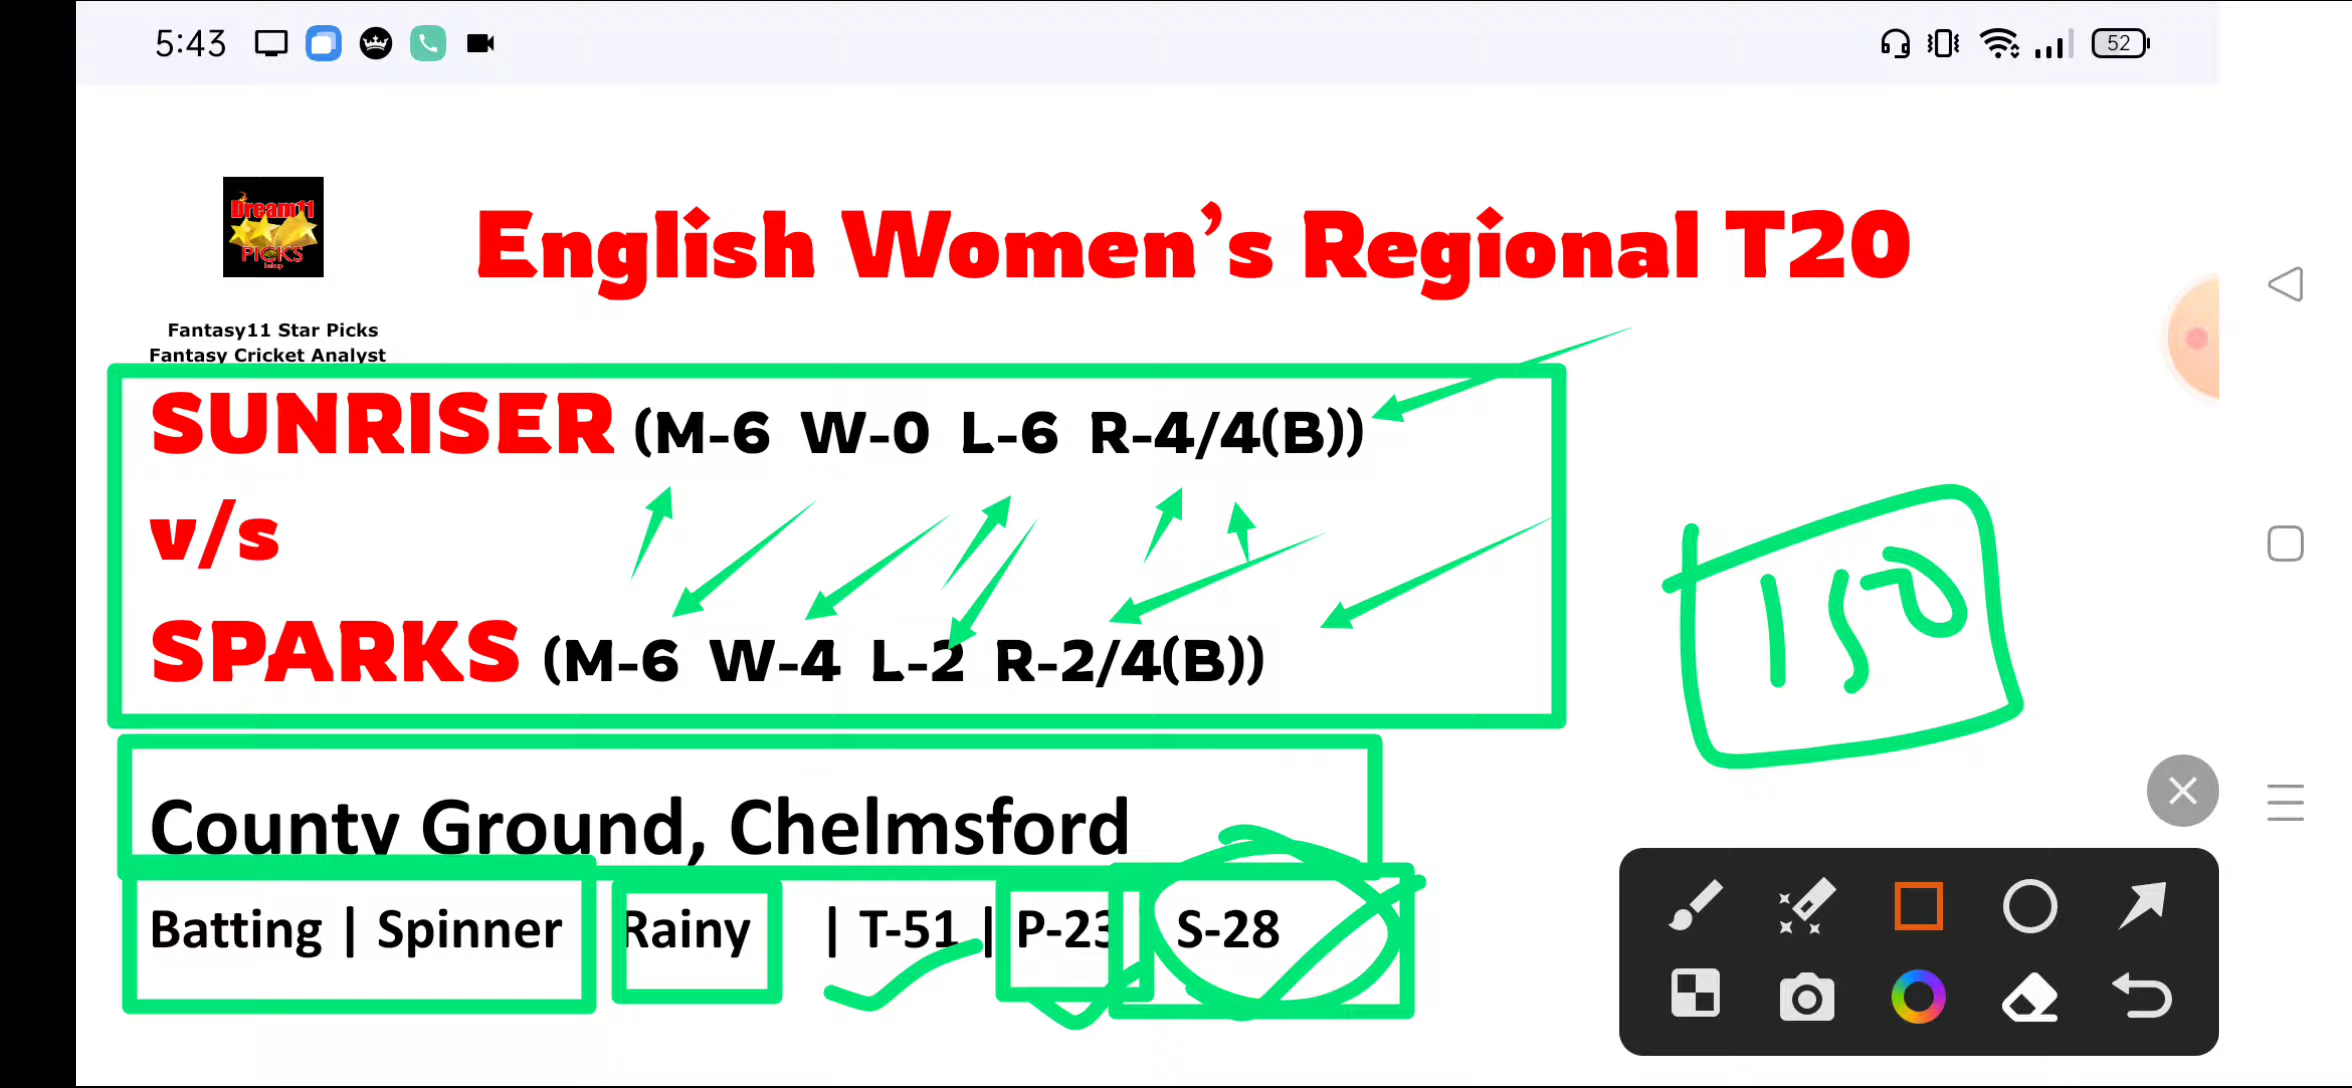 5:43 52
Dream11
PICKS
English Women’s Regional T20
Fantasy11 Star Picks
Fantasy Cricket Analyst
SUNRISER (M-6 W-0 L-6 R-4/4(B))
v/s
SPARKS (M-6 W-4 L-2 R-2/4(B))
150
County Ground, Chelmsford
Batting | Spinner Rainy | T-51 | P-23 S-28